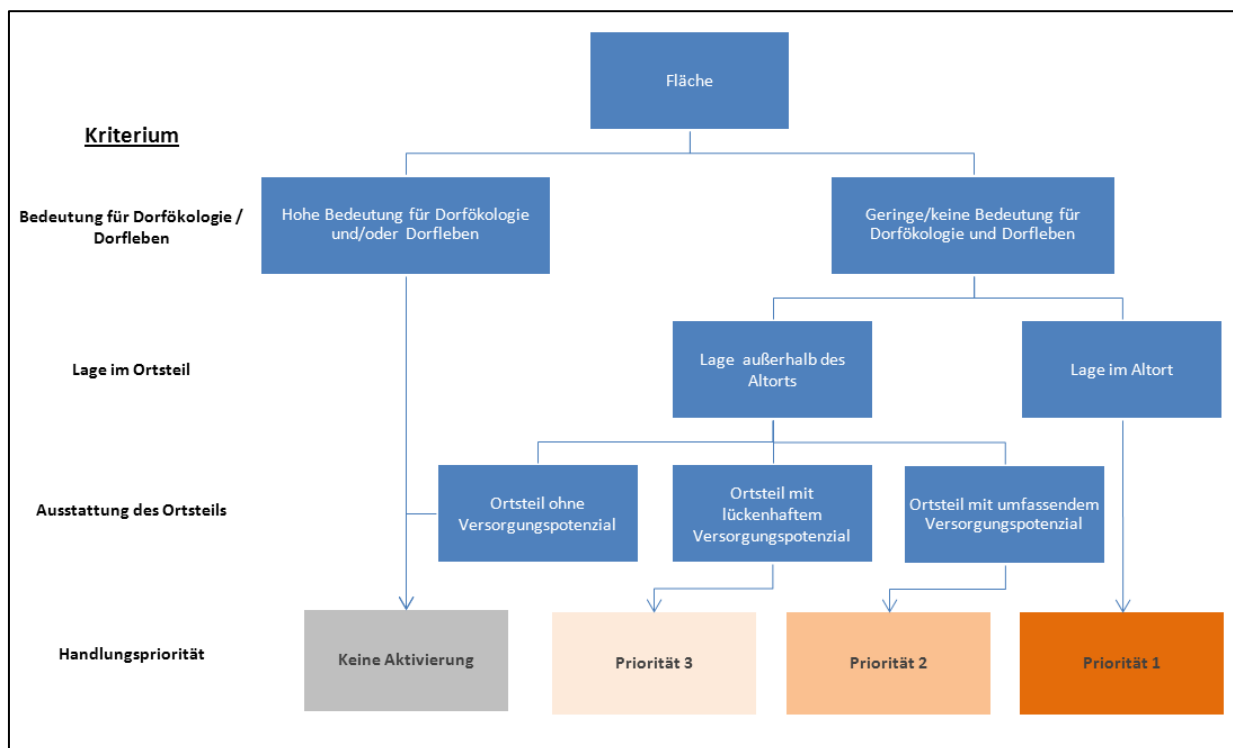 Fläche
Kriterium
Bedeutung für Dorfökologie /
Dorfleben
Hohe Bedeutung für Dorfökologie
und/oder Dorfleben
Geringe/keine Bedeutung für
Dorfökologie und Dorfleben
Lage im Ortsteil
Lage außerhalb des
Altorts
Lage im Altort
Ausstattung des Ortsteils
Ortsteil ohne
Versorgungspotenzial
Ortsteil mit
lückenhaftem
Versorgungspotenzial
Ortsteil mit umfassendem
Versorgungspotenzial
Handlungspriorität
Keine Aktivierung
Priorität 3
Priorität 2
Priorität 1